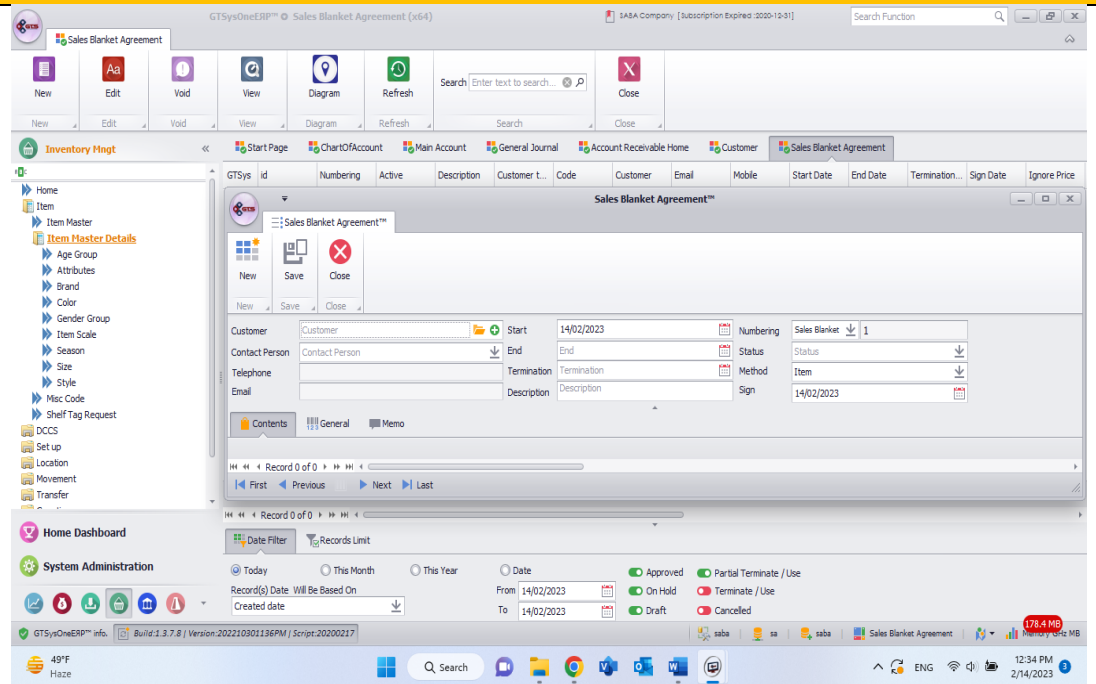 GTSysOneERP™ Sales Blanket Agreement (x64)
SABA Company [Subscription Expired :2020-12-31]
Search Function
GTS
Sales Blanket Agreement
New Edit Void View Diagram Refresh Search Enter text to search... Close
New Edit Void View Diagram Refresh Search Close
Inventory Mngt
Start Page ChartOfAccount Main Account General Journal Account Receivable Home Customer Sales Blanket Agreement
GTSys id Numbering Active Description Customer t... Code Customer Email Mobile Start Date End Date Termination... Sign Date Ignore Price
Home
Item
Item Master
Item Master Details
Age Group
Attributes
Brand
Color
Gender Group
Item Scale
Season
Size
Style
Misc Code
Shelf Tag Request
DCCS
Set up
Location
Movement
Transfer
Sales Blanket Agreement™
GTS
Sales Blanket Agreement™
New Save Close
New Save Close
Customer Customer Start 14/02/2023 Numbering Sales Blanket 1
Contact Person Contact Person End End Status Status
Telephone Termination Termination Method Item
Email Description Description Sign 14/02/2023
Contents General Memo
Record 0 of 0
First Previous Next Last
Record 0 of 0
Home Dashboard
System Administration
Date Filter Records Limit
Today This Month This Year Date Approved Partial Terminate / Use
Record(s) Date Will Be Based On From 14/02/2023 On Hold Terminate / Use
Created date To 14/02/2023 Draft Cancelled
GTSysOneERP™ info. Build:1.3.7.8 | Version:202210301136PM | Script:20200217
saba sa saba Sales Blanket Agreement 178.4 MB Memory GHz MB
49°F
Haze
Search
ENG
12:34 PM
2/14/2023
3